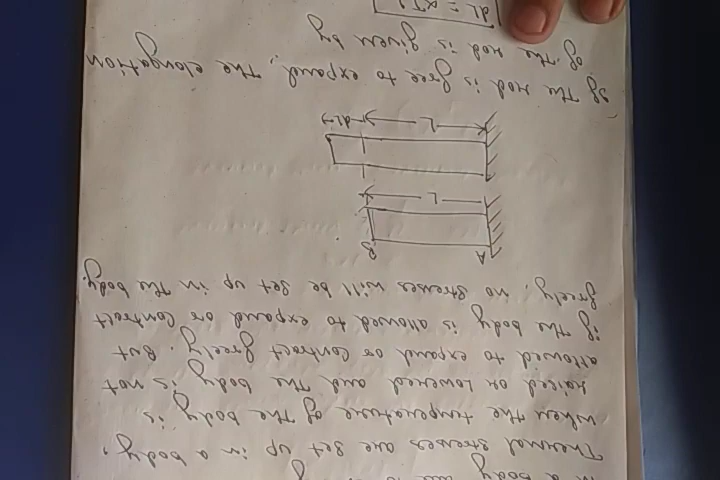 in a body
Thermal stresses are set up in a body,
when the temperature of the body is
raised or Lowered and the body is not
allowed to expand or contract freely. But
if the body is allowed to expand or contract
freely, no stresses will be set up in the body.
A B
L
L dL
If the rod is free to expand, the elongation
of the rod is given by
dL = αTL